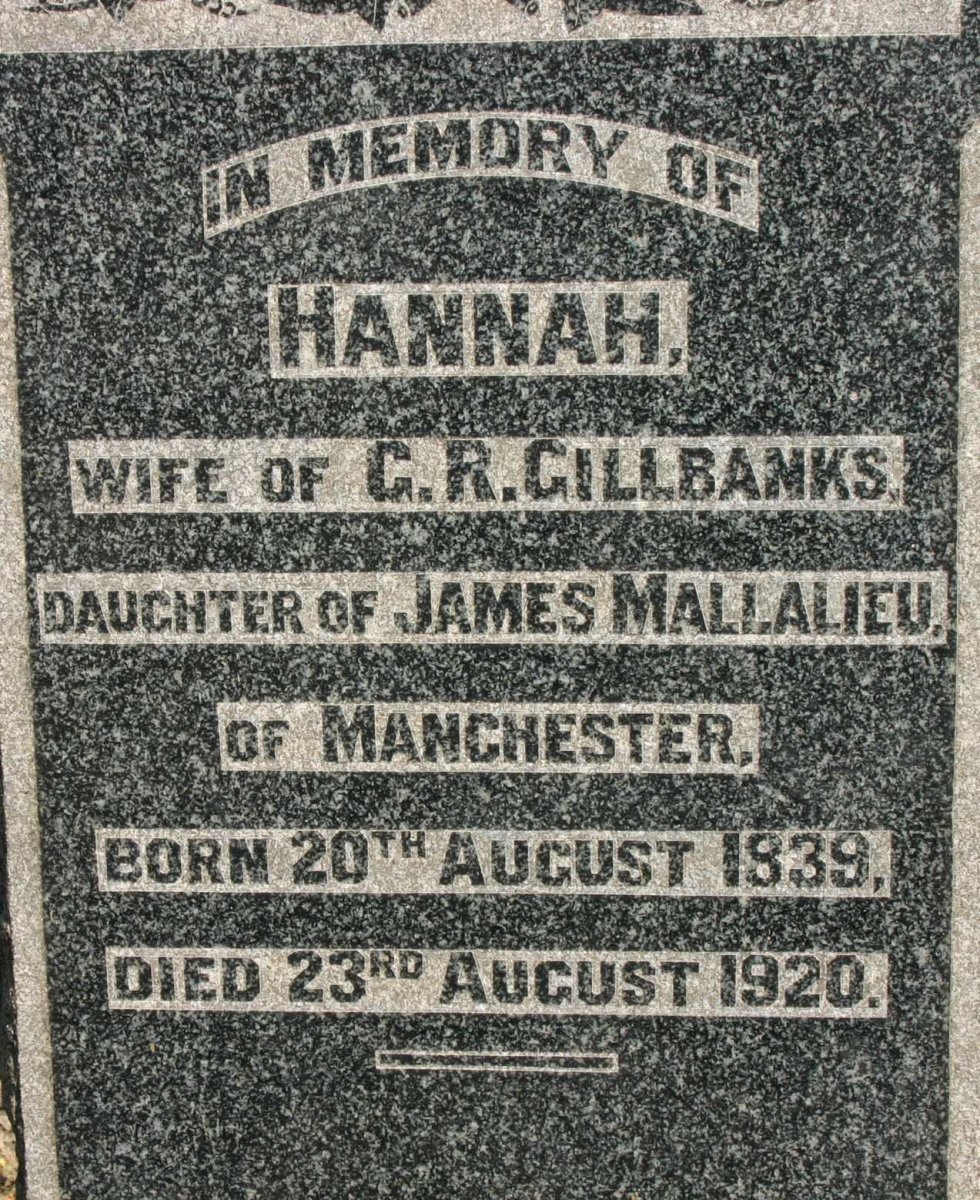 IN MEMORY OF
HANNAH,
WIFE OF G. R. GILLBANKS,
DAUGHTER OF JAMES MALLALIEU,
OF MANCHESTER,
BORN 20TH AUGUST 1839,
DIED 23RD AUGUST 1920.